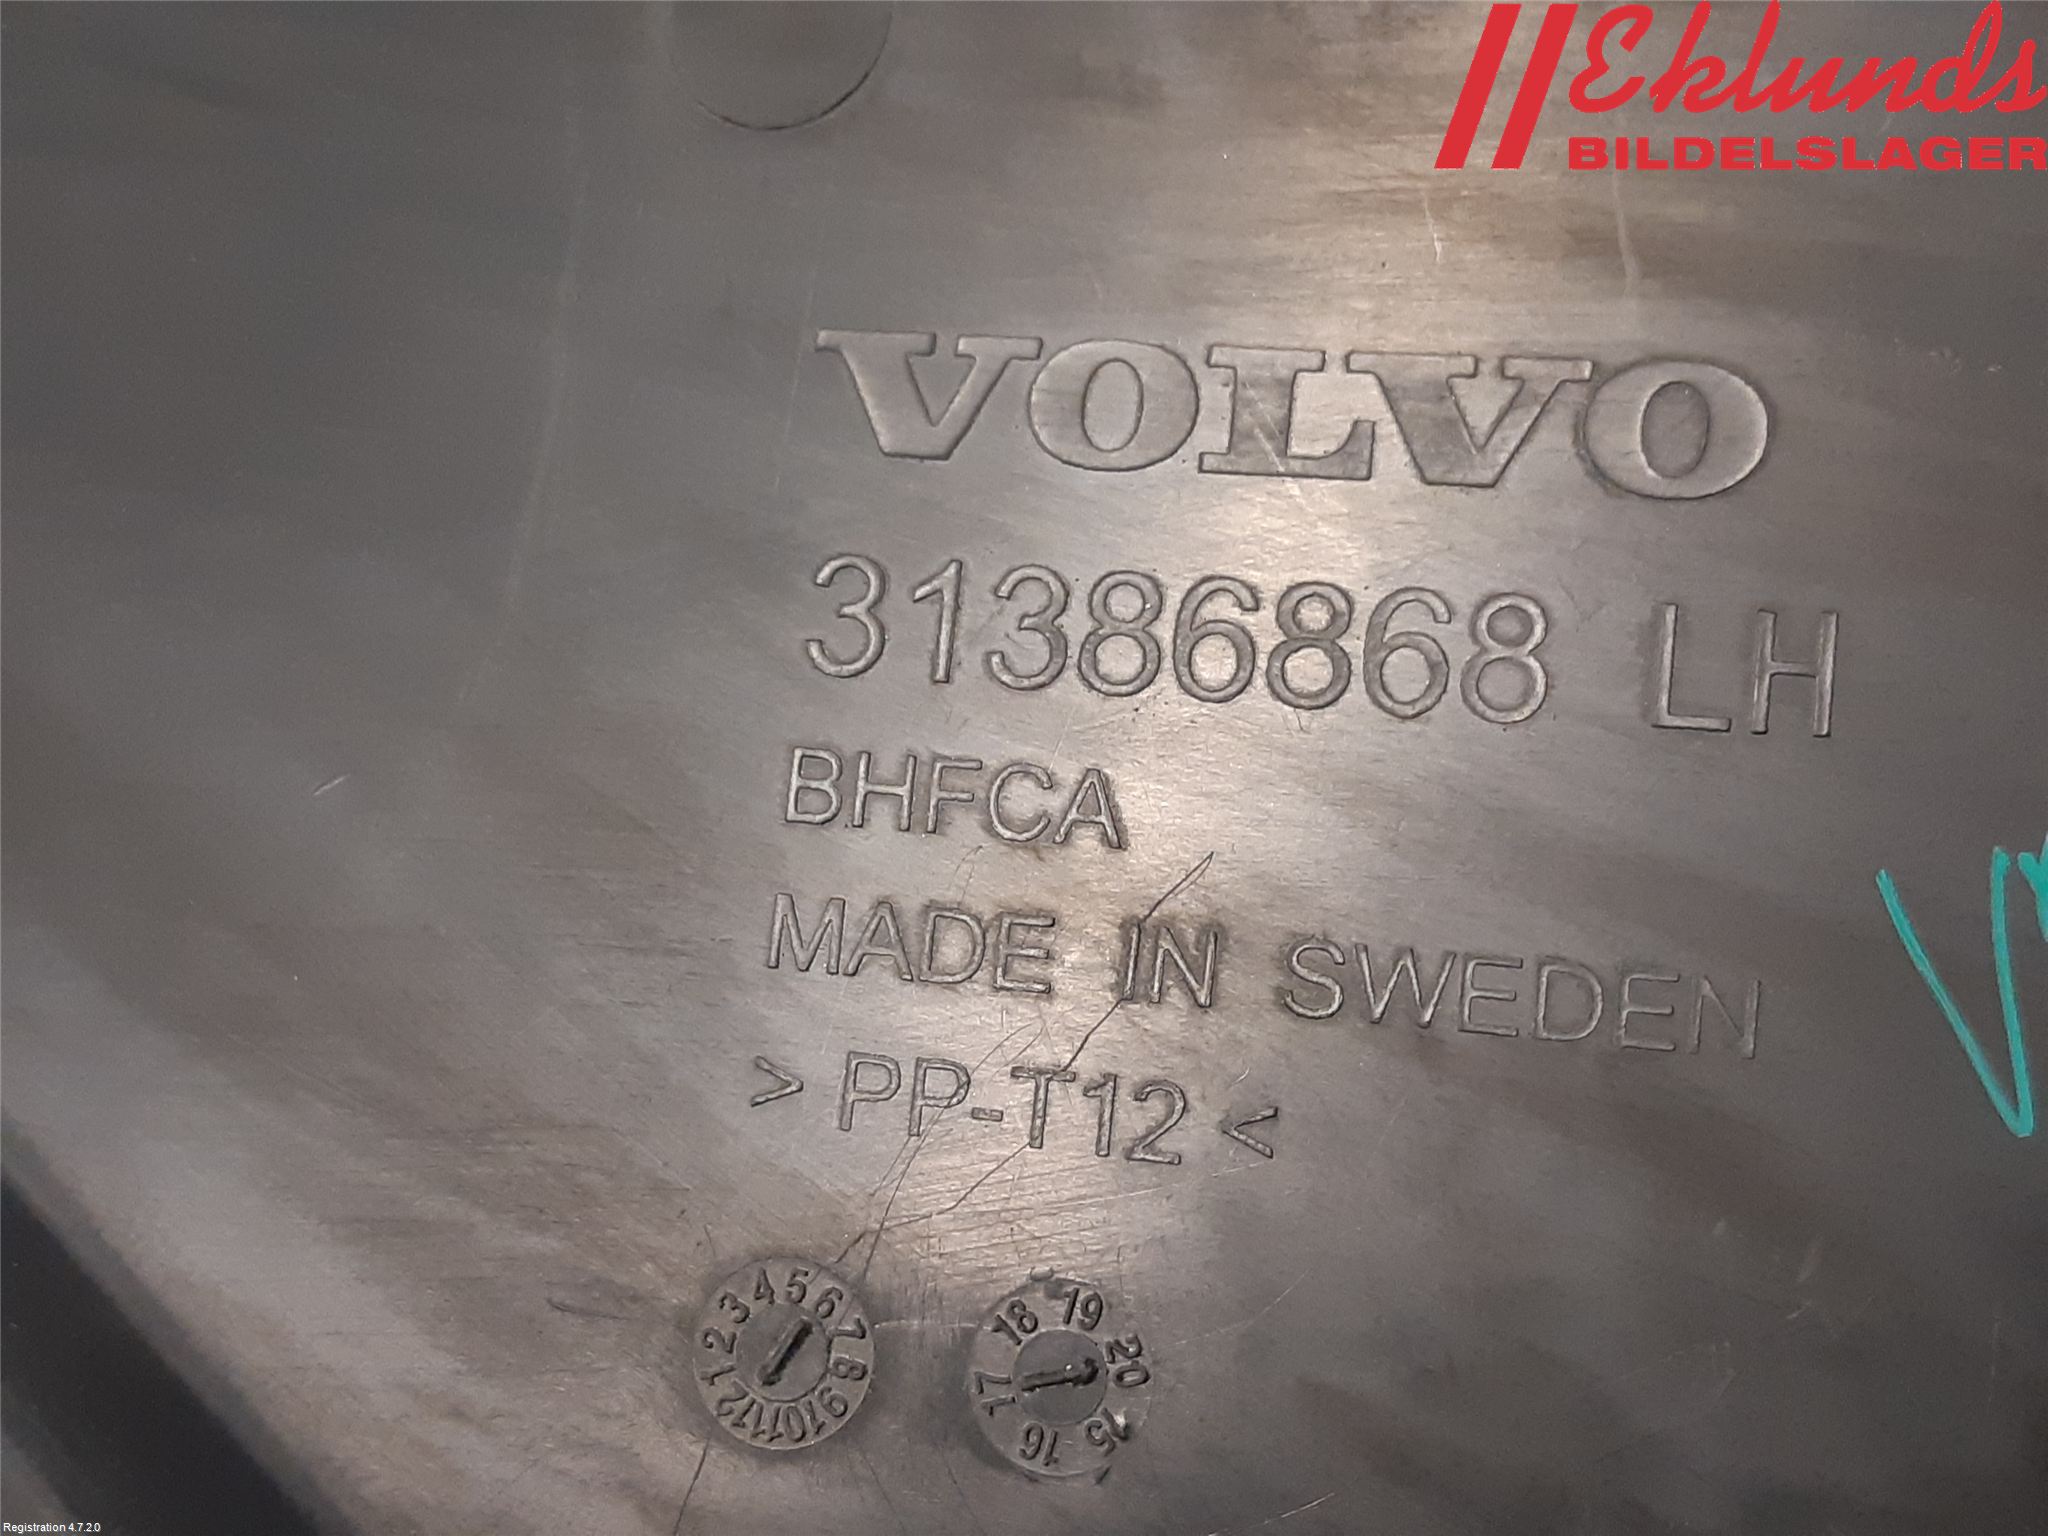 Eklunds
BILDELSLAGER
VOLVO
31386868 LH
BHFCA
MADE IN SWEDEN
> PP-T12 <
1 2 3 4 5 6 7 8 9 10 11 12
15 16 17 18 19 20
Registration 4.7.2.0